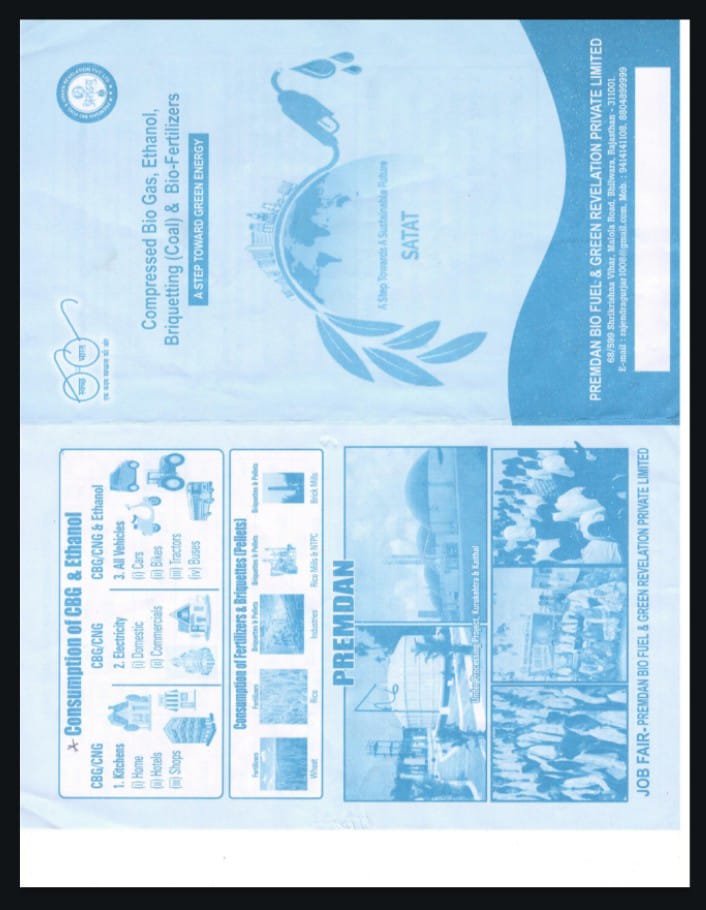 Consumption of CBG & Ethanol
CBG/CNG
1. Kitchens
(i) Home
(ii) Hotels
(iii) Shops
CBG/CNG
2. Electricity
(i) Domestic
(ii) Commercials
CBG/CNG & Ethanol
3. All Vehicles
(i) Cars
(ii) Bikes
(iii) Tractors
(iv) Buses
Consumption of Fertilizers & Briquettes (Pellets)
Fertilizers
Wheat
Fertilizers
Rice
Briquettes & Pellets
Industries
Briquettes & Pellets
Rice Mills & NTPC
Briquettes & Pellets
Brick Mills
PREMDAN
Under Processing Project: Kurukshetra & Kaithal
JOB FAIR- PREMDAN BIO FUEL & GREEN REVELATION PRIVATE LIMITED
स्वच्छ भारत
एक कदम स्वच्छता की ओर
Compressed Bio Gas, Ethanol,
Briquetting (Coal) & Bio-Fertilizers
A STEP TOWARD GREEN ENERGY
A Step Towards A Sustainable Future
SATAT
PREMDAN BIO FUEL & GREEN REVELATION PRIVATE LIMITED
68/599 Shrikrishna Vihar, Malola Road, Bhilwara, Rajasthan - 311001.
E-mail : rajendragurjar1008@gmail.com, Mob. : 9414141108, 8804899999